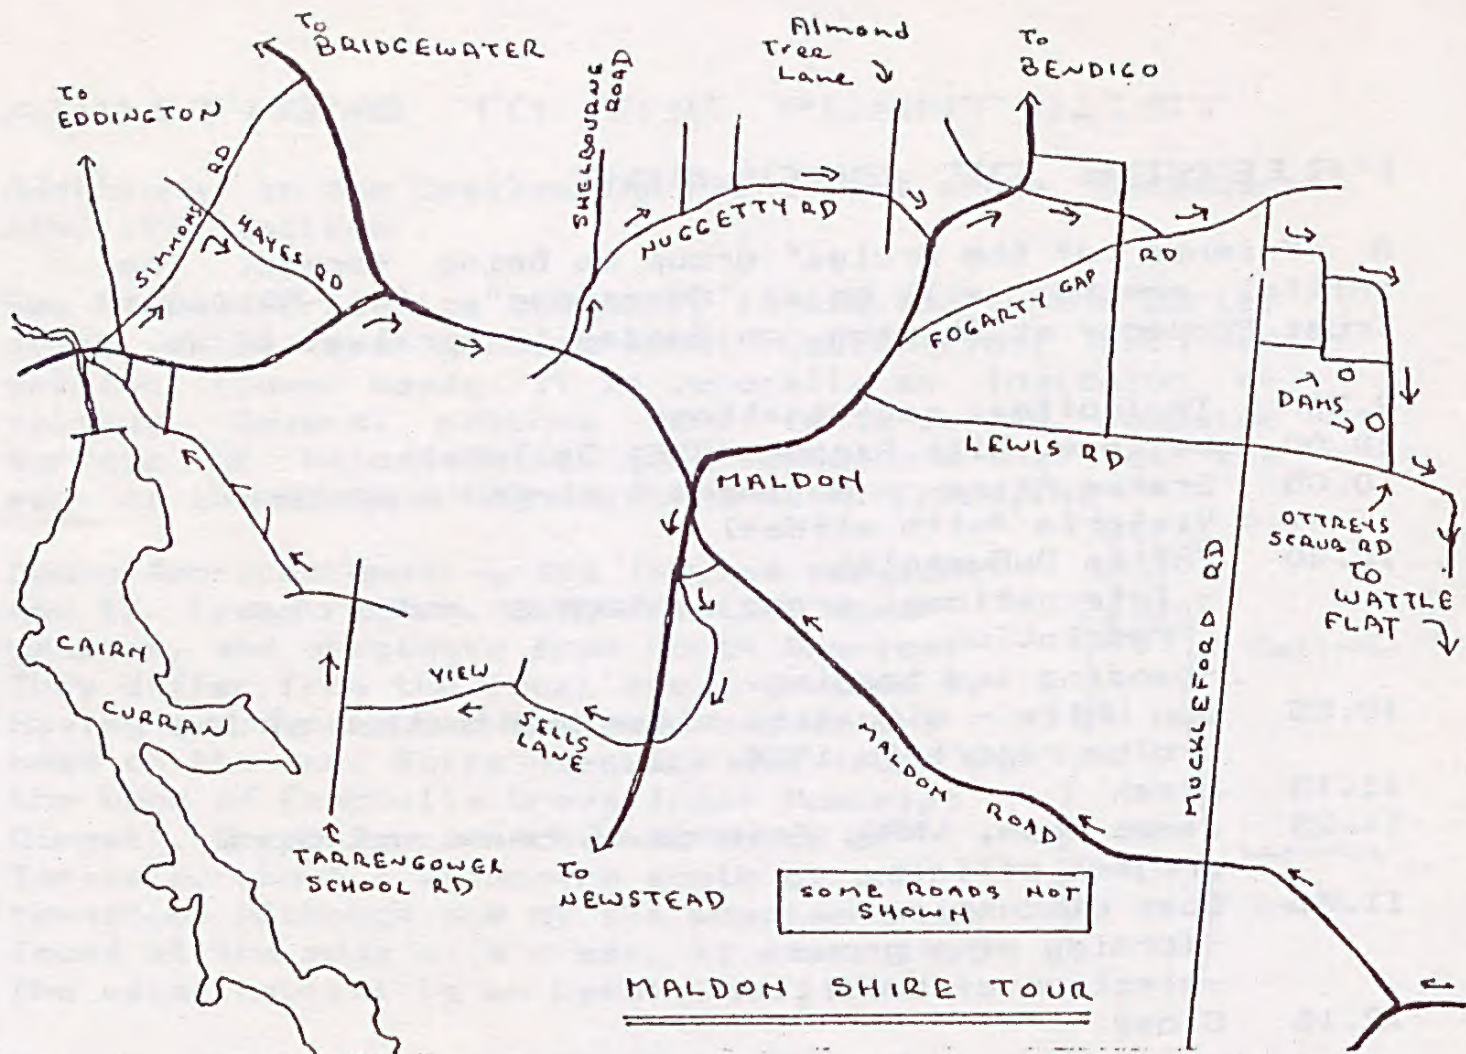 To
BRIDGEWATER
To
EDDINGTON
SIMMONS RD
HAYES RD
SHELBOURNE
ROAD
Almond
Tree
Lane
To
BENDIGO
NUGGETTY RD
FOGARTY GAP RD
DAMS
LEWIS RD
MALDON
OTTREYS
SCRUB RD
TO
WATTLE
FLAT
MUCKLEFORD RD
CAIRN
CURRAN
VIEW
SELLS
LANE
MALDON ROAD
TARRENGOWER
SCHOOL RD
To
NEWSTEAD
SOME ROADS NOT
SHOWN
MALDON SHIRE TOUR